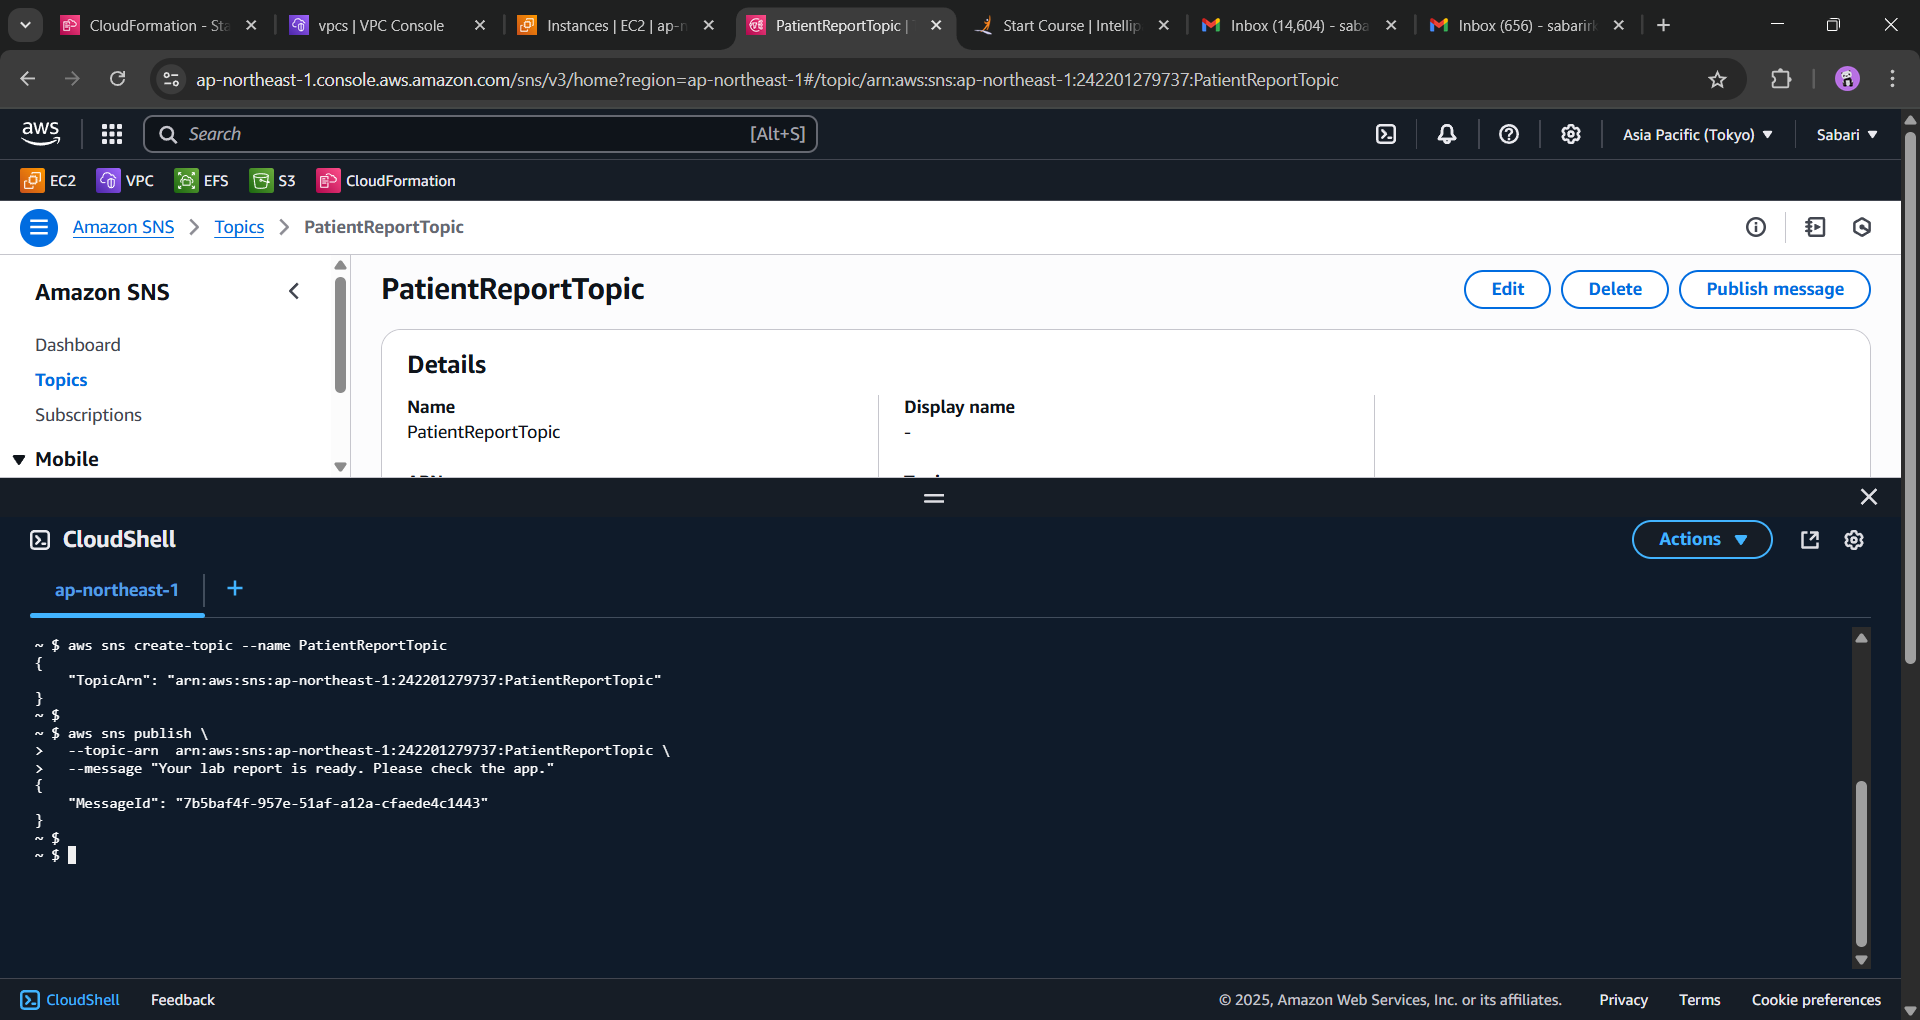 CloudFormation - Sta
vpcs | VPC Console
Instances | EC2 | ap-n
PatientReportTopic |
Start Course | Intellip
Inbox (14,604) - saba
Inbox (656) - sabarirk
ap-northeast-1.console.aws.amazon.com/sns/v3/home?region=ap-northeast-1#/topic/arn:aws:sns:ap-northeast-1:242201279737:PatientReportTopic
aws
Search
[Alt+S]
Asia Pacific (Tokyo)
Sabari
EC2
VPC
EFS
S3
CloudFormation
Amazon SNS
Topics
PatientReportTopic
Amazon SNS
Dashboard
Topics
Subscriptions
Mobile
PatientReportTopic
Edit
Delete
Publish message
Details
Name
PatientReportTopic
Display name
-
CloudShell
Actions
ap-northeast-1
~ $ aws sns create-topic --name PatientReportTopic
{
"TopicArn": "arn:aws:sns:ap-northeast-1:242201279737:PatientReportTopic"
}
~ $
~ $ aws sns publish \
> --topic-arn arn:aws:sns:ap-northeast-1:242201279737:PatientReportTopic \
> --message "Your lab report is ready. Please check the app."
{
"MessageId": "7b5baf4f-957e-51af-a12a-cfaede4c1443"
}
~ $
~ $
CloudShell
Feedback
© 2025, Amazon Web Services, Inc. or its affiliates.
Privacy
Terms
Cookie preferences